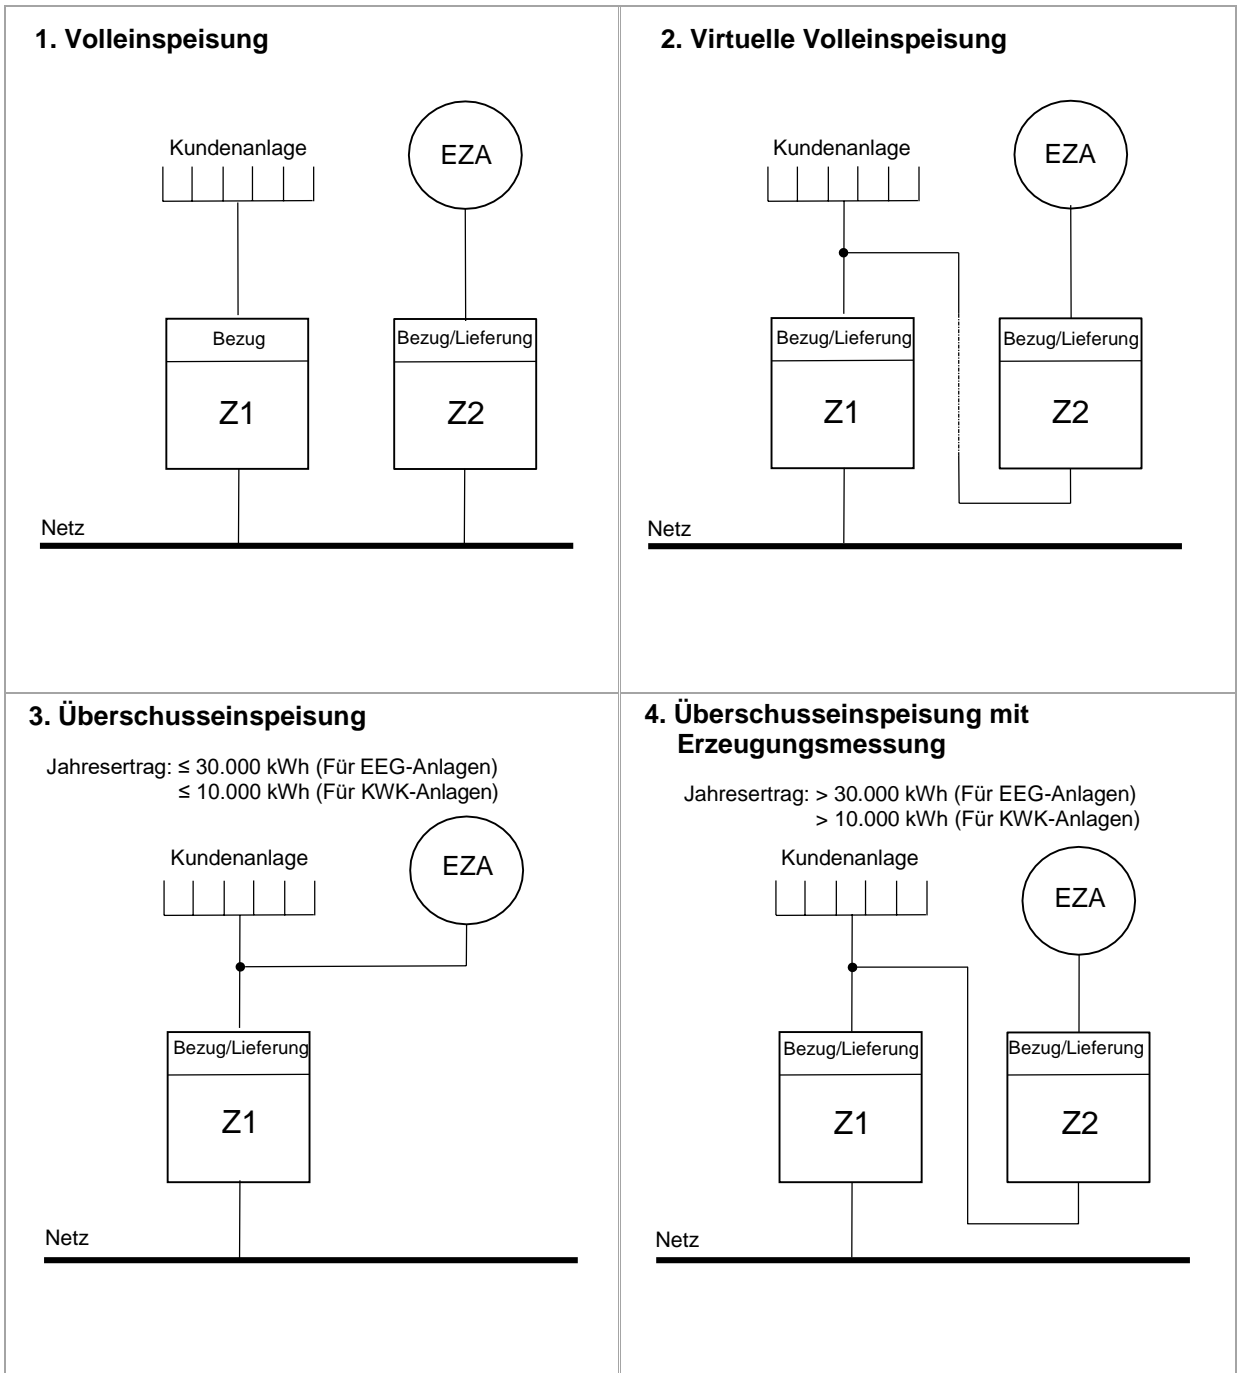 1. Volleinspeisung
Kundenanlage
EZA
Bezug
Bezug/Lieferung
Z1
Z2
Netz
2. Virtuelle Volleinspeisung
Kundenanlage
EZA
Bezug/Lieferung
Bezug/Lieferung
Z1
Z2
Netz
3. Überschusseinspeisung
Jahresertrag: ≤ 30.000 kWh (Für EEG-Anlagen)
≤ 10.000 kWh (Für KWK-Anlagen)
Kundenanlage
EZA
Bezug/Lieferung
Z1
Netz
4. Überschusseinspeisung mit
Erzeugungsmessung
Jahresertrag: > 30.000 kWh (Für EEG-Anlagen)
> 10.000 kWh (Für KWK-Anlagen)
Kundenanlage
EZA
Bezug/Lieferung
Bezug/Lieferung
Z1
Z2
Netz